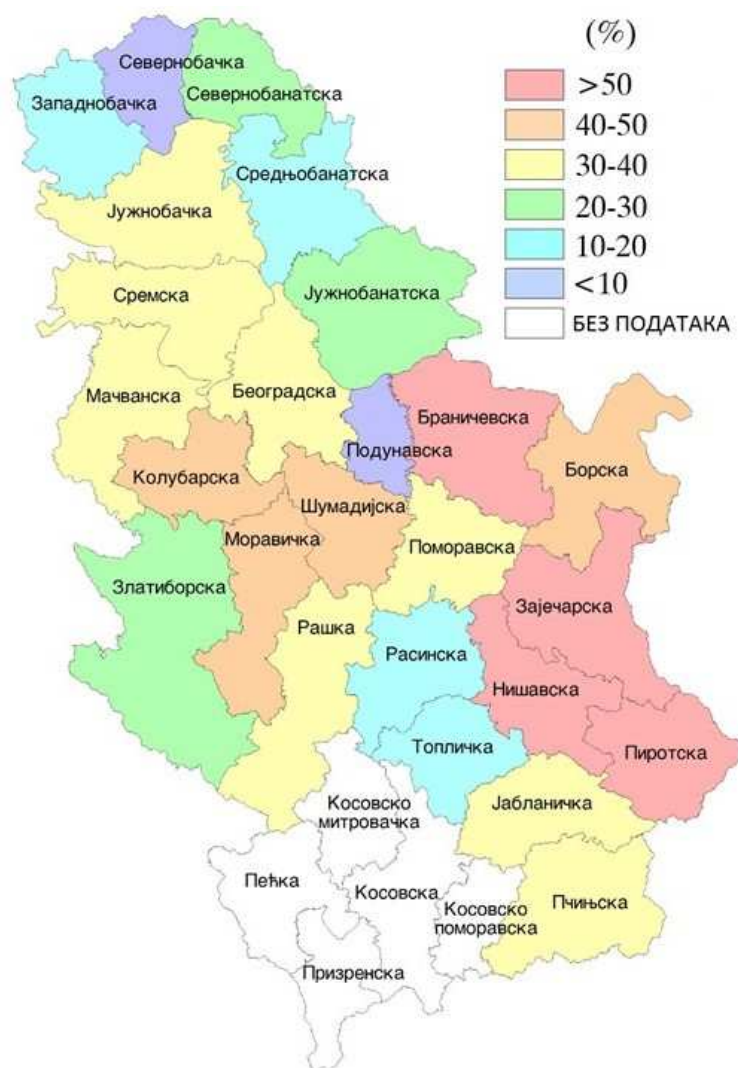 (%)
>50
40-50
30-40
20-30
10-20
<10
БЕЗ ПОДАТАКА
Севернобачка
Западнобачка
Севернобанатска
Средњобанатска
Јужнобачка
Сремска
Јужнобанатска
Мачванска
Београдска
Браничевска
Подунавска
Борска
Колубарска
Шумадијска
Моравичка
Поморавска
Златиборска
Зајечарска
Рашка
Расинска
Нишавска
Топличка
Пиротска
Јабланичка
Косовско
митровачка
Пећка
Косовска
Косовско
поморавска
Пчињска
Призренска